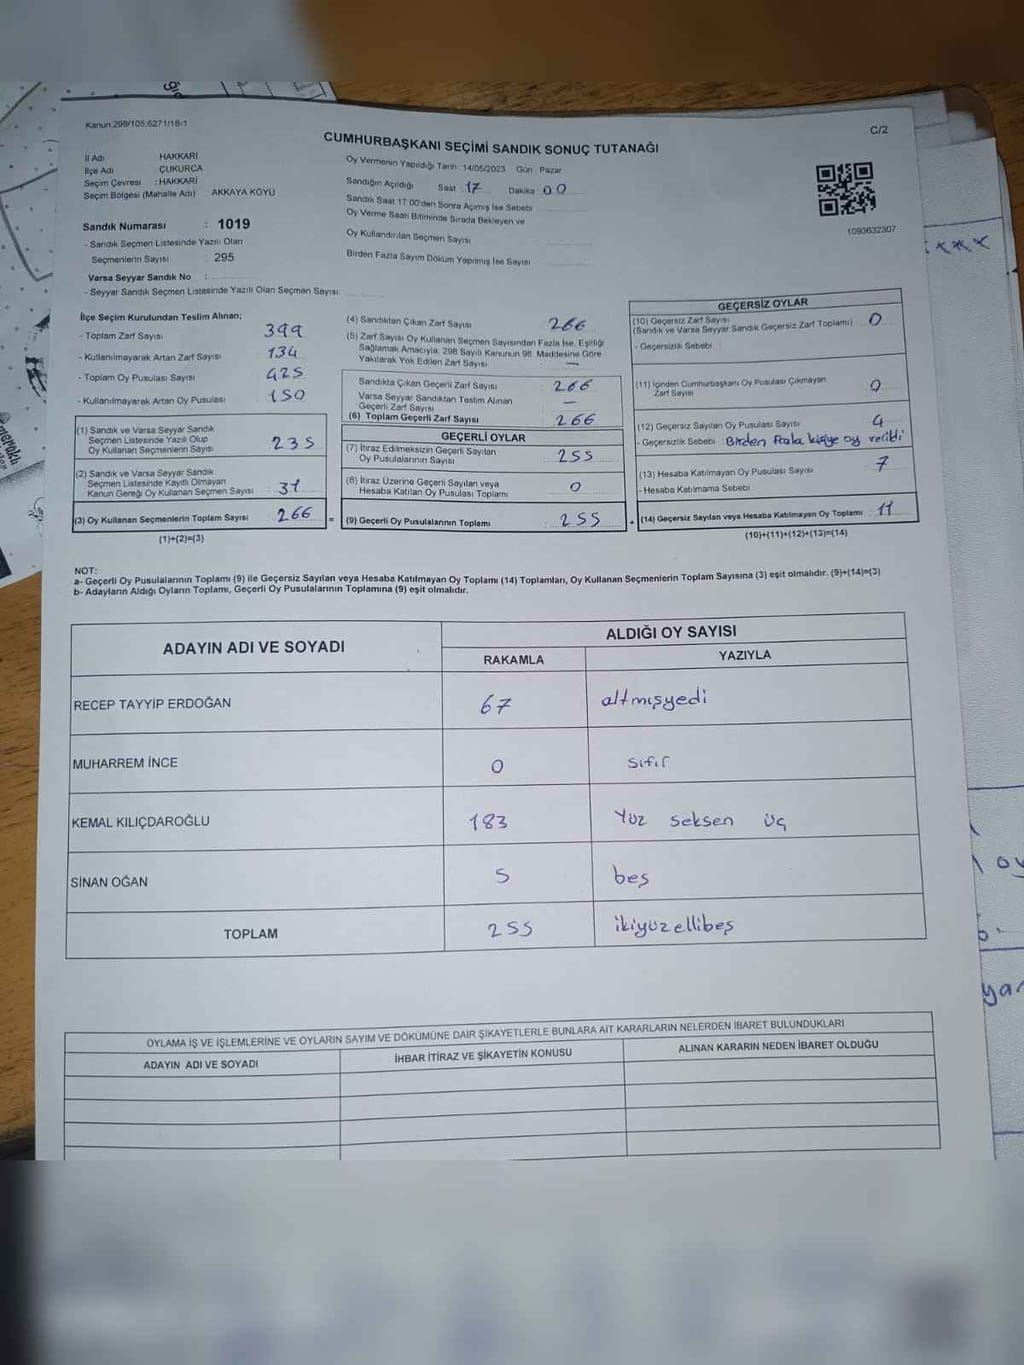 Kanun:298/105;6271/18-1
C/2
CUMHURBAŞKANI SEÇİMİ SANDIK SONUÇ TUTANAĞI
İl Adı HAKKARİ
İlçe Adı ÇUKURCA
Seçim Çevresi : HAKKARİ
Seçim Bölgesi (Mahalle Adı) AKKAYA KÖYÜ
Sandık Numarası : 1019
- Sandık Seçmen Listesinde Yazılı Olan
Seçmenlerin Sayısı : 295
Varsa Seyyar Sandık No :
- Seyyar Sandık Seçmen Listesinde Yazılı Olan Seçmen Sayısı
Oy Vermenin Yapıldığı Tarih : 14/05/2023 Gün Pazar
Sandığın Açıldığı Saat 17 Dakika 00
Sandık Saat 17:00'den Sonra Açımış İse Sebebi
Oy Verme Saati Bitiminde Sırada Bekleyen ve
Oy Kullandırılan Seçmen Sayısı
Birden Fazla Sayım Döküm Yapılmış İse Sayısı
1093632307
İlçe Seçim Kurulundan Teslim Alınan;
- Toplam Zarf Sayısı 399
- Kullanılmayarak Artan Zarf Sayısı 134
- Toplam Oy Pusulası Sayısı 425
- Kullanılmayarak Artan Oy Pusulası 150
(1) Sandık ve Varsa Seyyar Sandık
Seçmen Listesinde Yazılı Olup
Oy Kullanan Seçmenlerin Sayısı 235
(2) Sandık ve Varsa Seyyar Sandık
Seçmen Listesinde Kayıtlı Olmayan
Kanun Gereği Oy Kullanan Seçmen Sayısı 31
(3) Oy Kullanan Seçmenlerin Toplam Sayısı : 266
(1)+(2)=(3)
(4) Sandıktan Çıkan Zarf Sayısı 266
(5) Zarf Sayısı Oy Kullanan Seçmen Sayısından Fazla İse, Eşitliği
Sağlamak Amacıyla, 298 Sayılı Kanunun 98. Maddesine Göre
Yakılarak Yok Edilen Zarf Sayısı —
Sandıkta Çıkan Geçerli Zarf Sayısı : 266
Varsa Seyyar Sandıktan Teslim Alınan
Geçerli Zarf Sayısı —
(6) Toplam Geçerli Zarf Sayısı : 266
GEÇERLİ OYLAR
(7) İtiraz Edilmeksizin Geçerli Sayılan
Oy Pusulalarının Sayısı : 255
(8) İtiraz Üzerine Geçerli Sayılan veya
Hesaba Katılan Oy Pusulası Toplamı : 0
= (9) Geçerli Oy Pusulalarının Toplamı : 255
GEÇERSİZ OYLAR
(10) Geçersiz Zarf Sayısı
(Sandık ve Varsa Seyyar Sandık Geçersiz Zarf Toplamı) 0
- Geçersizlik Sebebi
(11) İçinden Cumhurbaşkanı Oy Pusulası Çıkmayan
Zarf Sayısı 0
(12) Geçersiz Sayılan Oy Pusulası Sayısı 4
- Geçersizlik Sebebi Birden fazla kişiye oy verildi
(13) Hesaba Katılmayan Oy Pusulası Sayısı 7
- Hesaba Katılmama Sebebi
+ (14) Geçersiz Sayılan veya Hesaba Katılmayan Oy Toplamı : 11
(10)+(11)+(12)+(13)=(14)
NOT:
a- Geçerli Oy Pusulalarının Toplamı (9) ile Geçersiz Sayılan veya Hesaba Katılmayan Oy Toplamı (14) Toplamları, Oy Kullanan Seçmenlerin Toplam Sayısına (3) eşit olmalıdır. (9)+(14)=(3)
b- Adayların Aldığı Oyların Toplamı, Geçerli Oy Pusulalarının Toplamına (9) eşit olmalıdır.
ADAYIN ADI VE SOYADI ALDIĞI OY SAYISI
RAKAMLA YAZIYLA
RECEP TAYYİP ERDOĞAN 67 altmışyedi
MUHARREM İNCE 0 sıfır
KEMAL KILIÇDAROĞLU 183 Yüz seksen üç
SİNAN OĞAN 5 beş
TOPLAM 255 ikiyüzellibeş
OYLAMA İŞ VE İŞLEMLERİNE VE OYLARIN SAYIM VE DÖKÜMÜNE DAİR ŞİKAYETLERLE BUNLARA AİT KARARLARIN NELERDEN İBARET BULUNDUKLARI
ADAYIN ADI VE SOYADI İHBAR İTİRAZ VE ŞİKAYETİN KONUSU ALINAN KARARIN NEDEN İBARET OLDUĞU